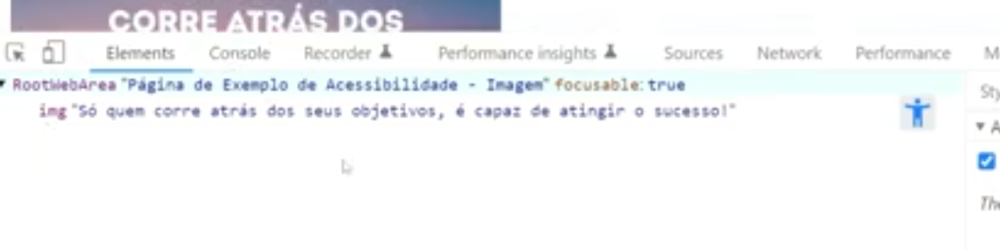 CORRE ATRÁS DOS
Elements Console Recorder Performance insights Sources Network Performance M
RootWebArea "Página de Exemplo de Acessibilidade - Imagem" focusable: true
Sty
img "Só quem corre atrás dos seus objetivos, é capaz de atingir o sucesso!"
A
The